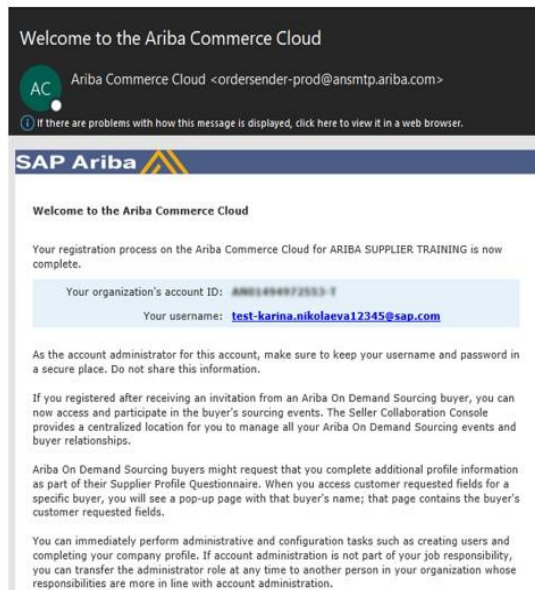 Welcome to the Ariba Commerce Cloud
AC
Ariba Commerce Cloud <ordersender-prod@ansmtp.ariba.com>
If there are problems with how this message is displayed, click here to view it in a web browser.
SAP Ariba
Welcome to the Ariba Commerce Cloud
Your registration process on the Ariba Commerce Cloud for ARIBA SUPPLIER TRAINING is now
complete.
Your organization's account ID:
Your username: test-karina.nikolaeva12345@sap.com
As the account administrator for this account, make sure to keep your username and password in
a secure place. Do not share this information.
If you registered after receiving an invitation from an Ariba On Demand Sourcing buyer, you can
now access and participate in the buyer's sourcing events. The Seller Collaboration Console
provides a centralized location for you to manage all your Ariba On Demand Sourcing events and
buyer relationships.
Ariba On Demand Sourcing buyers might request that you complete additional profile information
as part of their Supplier Profile Questionnaire. When you access customer requested fields for a
specific buyer, you will see a pop-up page with that buyer's name; that page contains the buyer's
customer requested fields.
You can immediately perform administrative and configuration tasks such as creating users and
completing your company profile. If account administration is not part of your job responsibility,
you can transfer the administrator role at any time to another person in your organization whose
responsibilities are more in line with account administration.